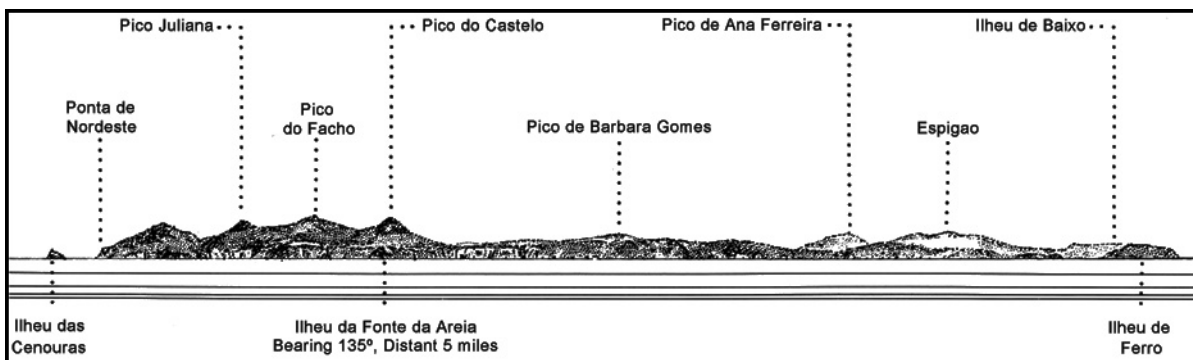 Pico Juliana
Pico do Castelo
Pico de Ana Ferreira
Ilheu de Baixo
Ponta de
Nordeste
Pico
do Facho
Pico de Barbara Gomes
Espigao
Ilheu das
Cenouras
Ilheu da Fonte da Areia
Bearing 135º, Distant 5 miles
Ilheu de
Ferro